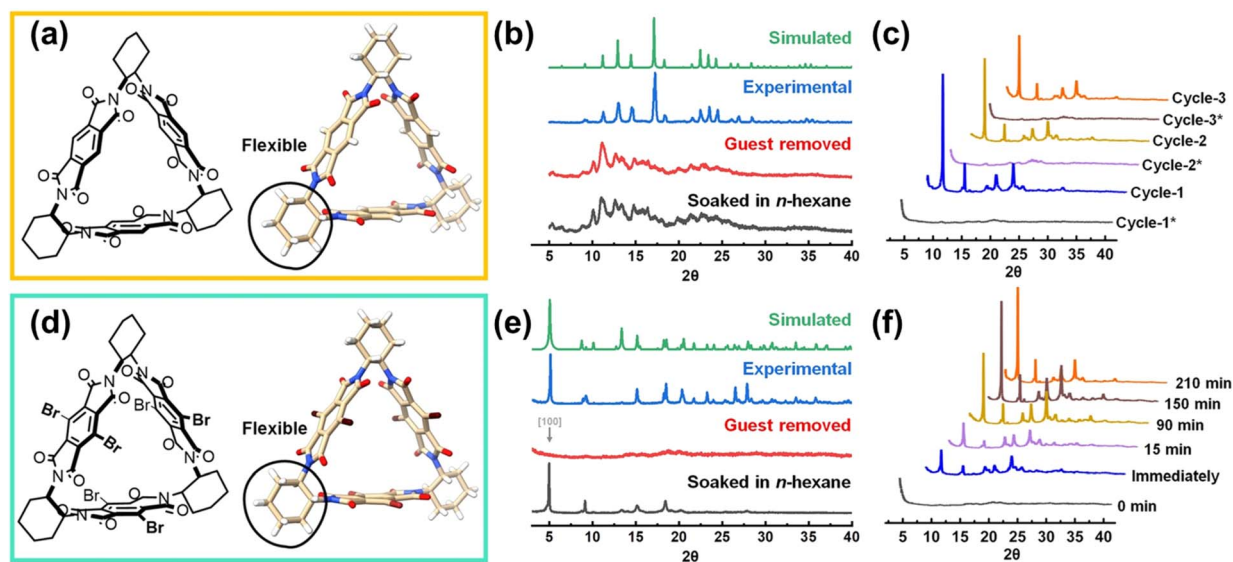 (a)
O
O
O
N
N
O
O
O
O
N
O
N
O
O
O
N
N
O
O
Flexible
(b)
Simulated
Experimental
Guest removed
Soaked in n-hexane
5 10 15 20 25 30 35 40
2θ
(c)
Cycle-3
Cycle-3*
Cycle-2
Cycle-2*
Cycle-1
Cycle-1*
5 10 15 20 25 30 35 40
2θ
(d)
O
O
O
N
N
O
Br
Br
Br
O
Br
O
O
N
O
N
O
Br
O
O
N
N
O
Br
O
Flexible
(e)
Simulated
Experimental
[100]
Guest removed
Soaked in n-hexane
5 10 15 20 25 30 35 40
2θ
(f)
210 min
150 min
90 min
15 min
Immediately
0 min
5 10 15 20 25 30 35 40
2θ